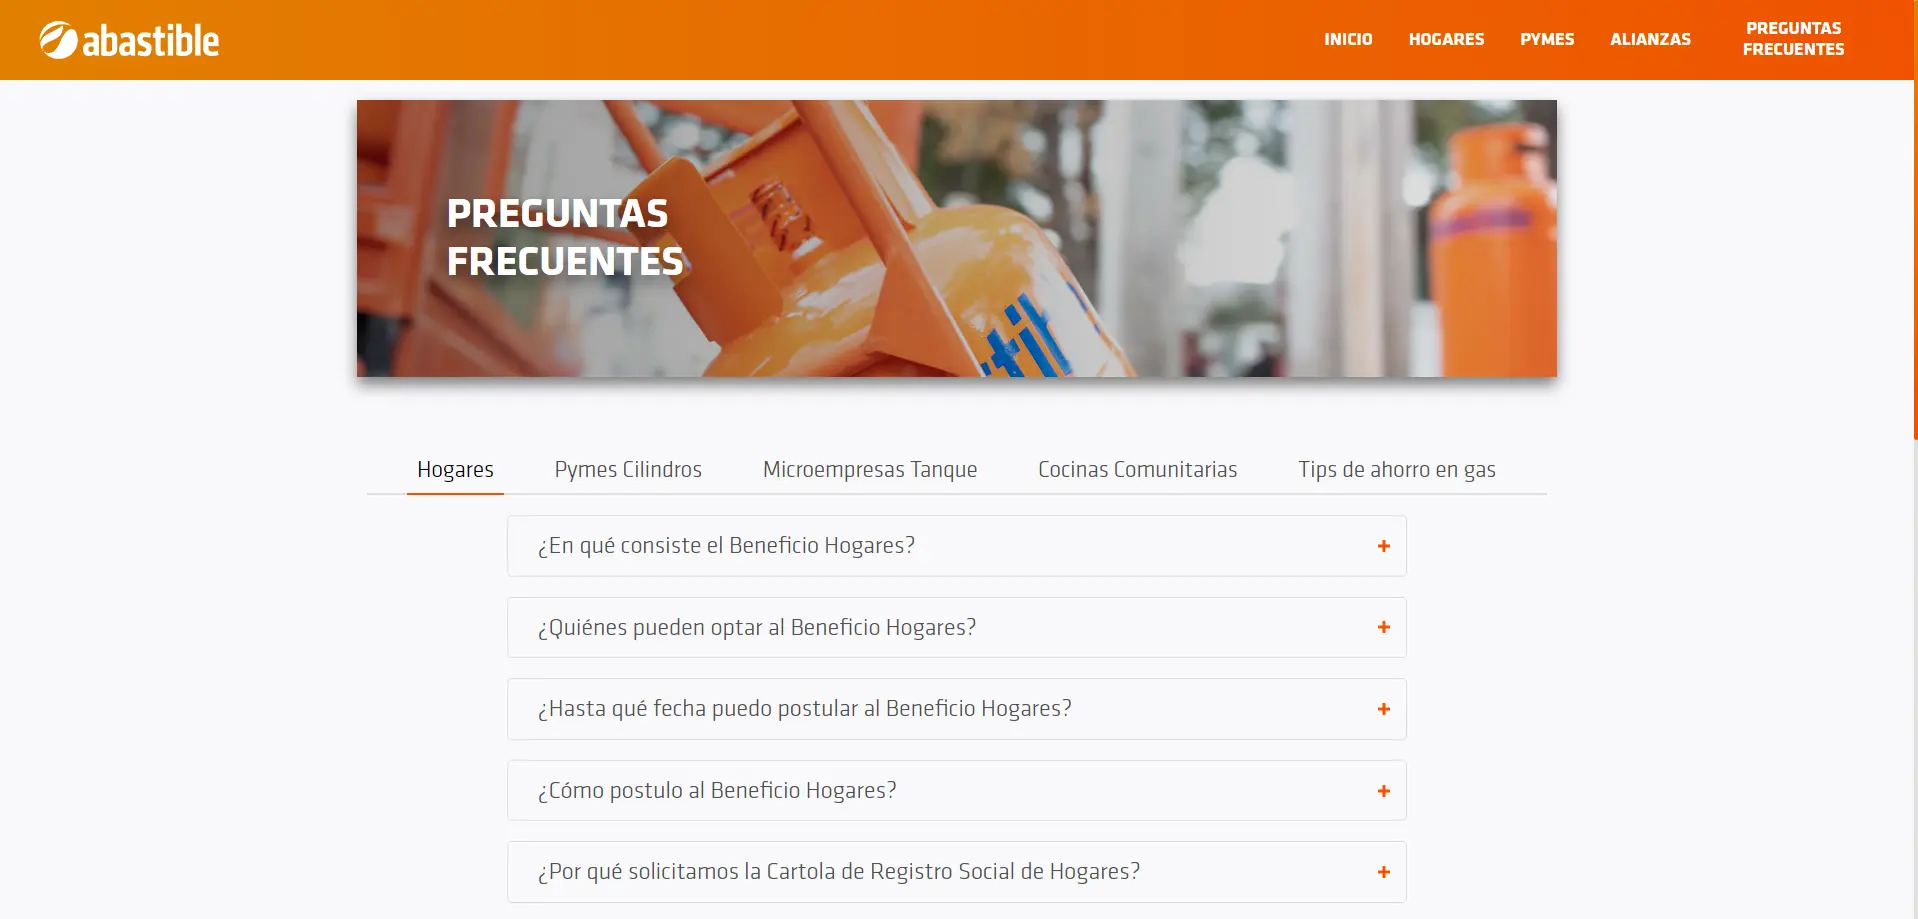 abastible
INICIO
HOGARES
PYMES
ALIANZAS
PREGUNTAS
FRECUENTES
PREGUNTAS
FRECUENTES
til
Hogares
Pymes Cilindros
Microempresas Tanque
Cocinas Comunitarias
Tips de ahorro en gas
¿En qué consiste el Beneficio Hogares?
+
¿Quiénes pueden optar al Beneficio Hogares?
+
¿Hasta qué fecha puedo postular al Beneficio Hogares?
+
¿Cómo postulo al Beneficio Hogares?
+
¿Por qué solicitamos la Cartola de Registro Social de Hogares?
+